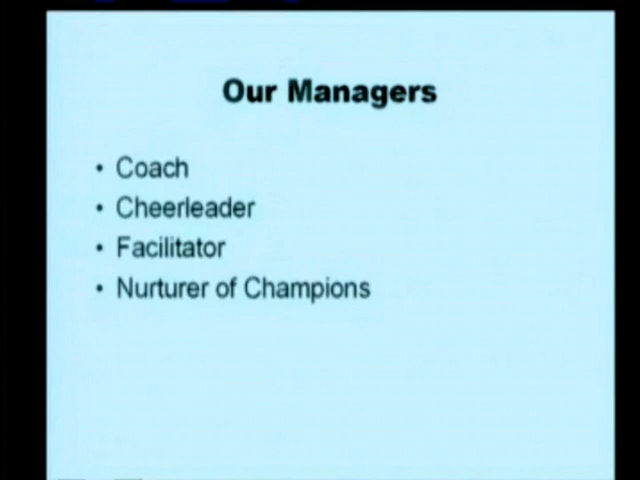 Our Managers
• Coach
• Cheerleader
• Facilitator
• Nurturer of Champions